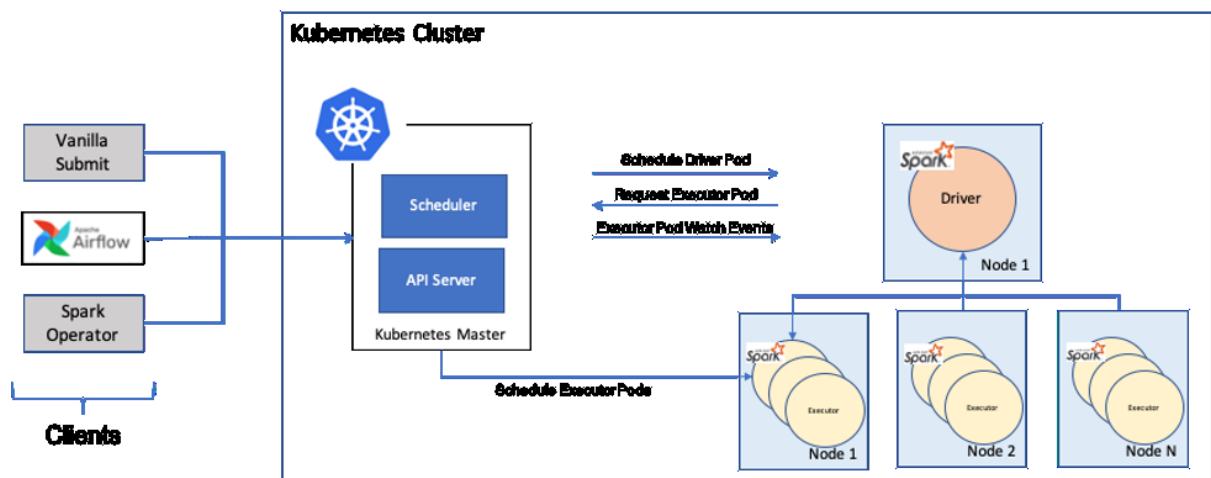 Kubernetes Cluster
Vanilla
Submit
Apache
Airflow
Spark
Operator
Clients
Scheduler
API Server
Kubernetes Master
Schedule Driver Pod
Request Executor Pod
Executor Pod Watch Events
Schedule Executor Pods
Spark
Driver
Node 1
Spark
Executor
Node 1
Spark
Executor
Node 2
Spark
Executor
Node N